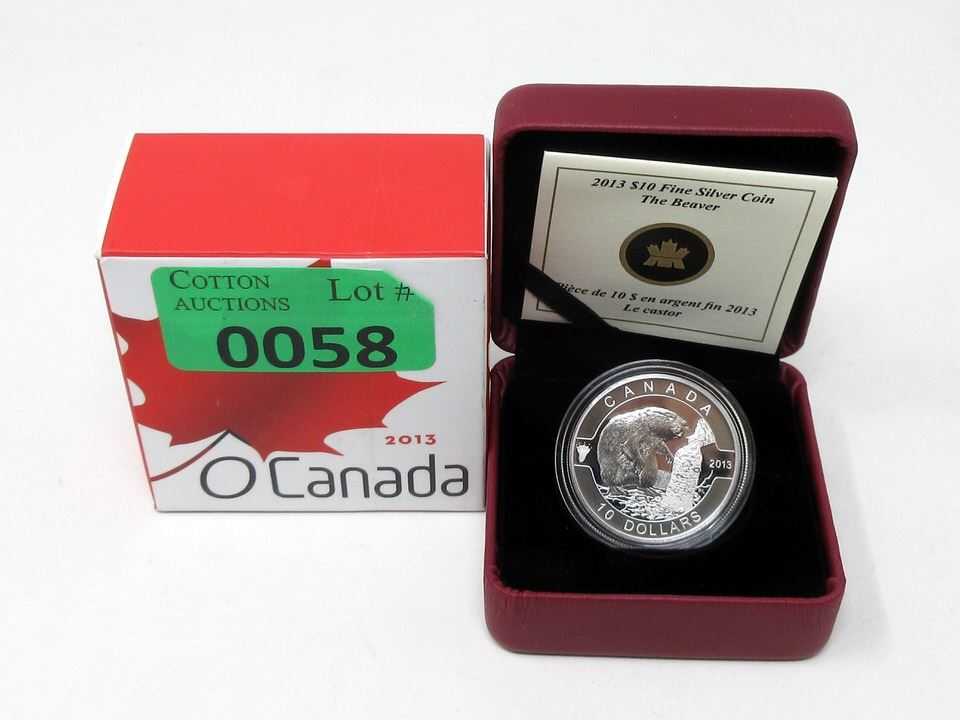 COTTON
AUCTIONS
Lot #
0058
2013
O Canada
2013 $10 Fine Silver Coin
The Beaver
Pièce de 10 $ en argent fin 2013
Le castor
CANADA
2013
10 DOLLARS